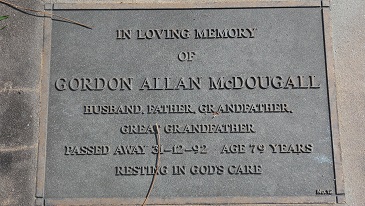 IN LOVING MEMORY
OF
GORDON ALLAN McDOUGALL
HUSBAND, FATHER, GRANDFATHER,
GREAT GRANDFATHER
PASSED AWAY 31-12-92 AGE 79 YEARS
RESTING IN GOD'S CARE